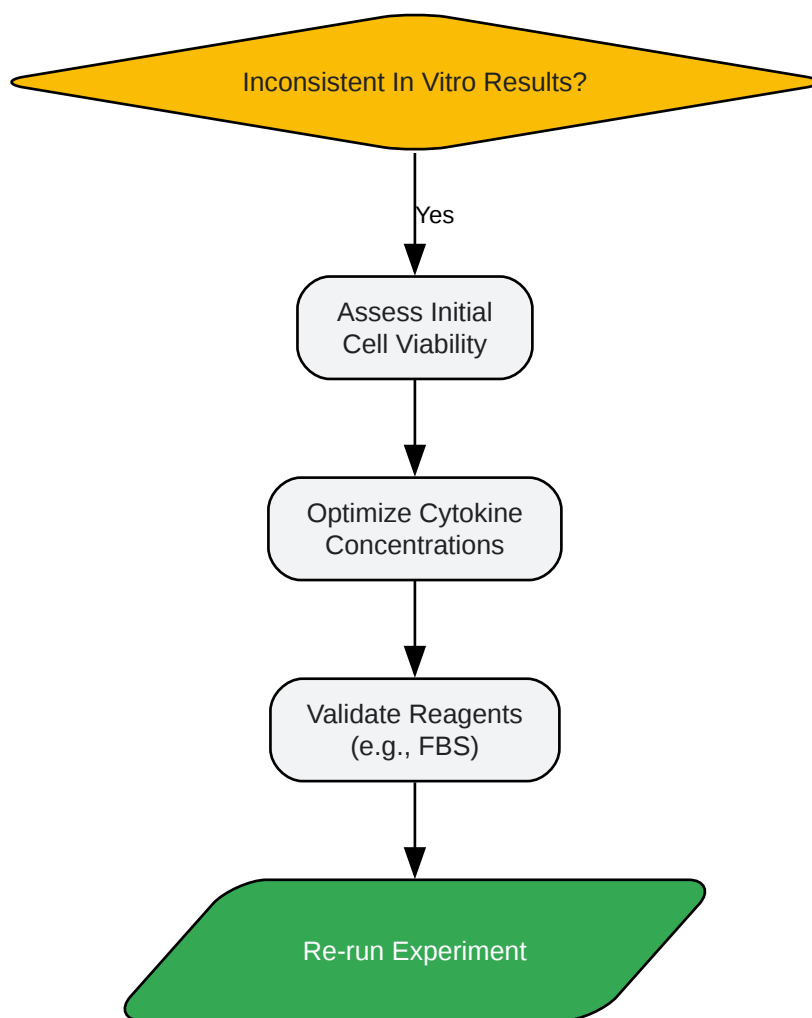 Inconsistent In Vitro Results?
Yes
Assess Initial
Cell Viability
Optimize Cytokine
Concentrations
Validate Reagents
(e.g., FBS)
Re-run Experiment